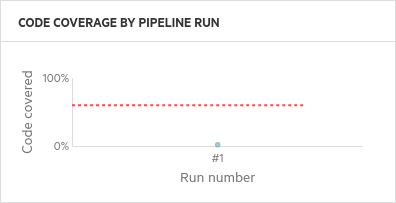 CODE COVERAGE BY PIPELINE RUN
100%
Code covered
0%
#1
Run number